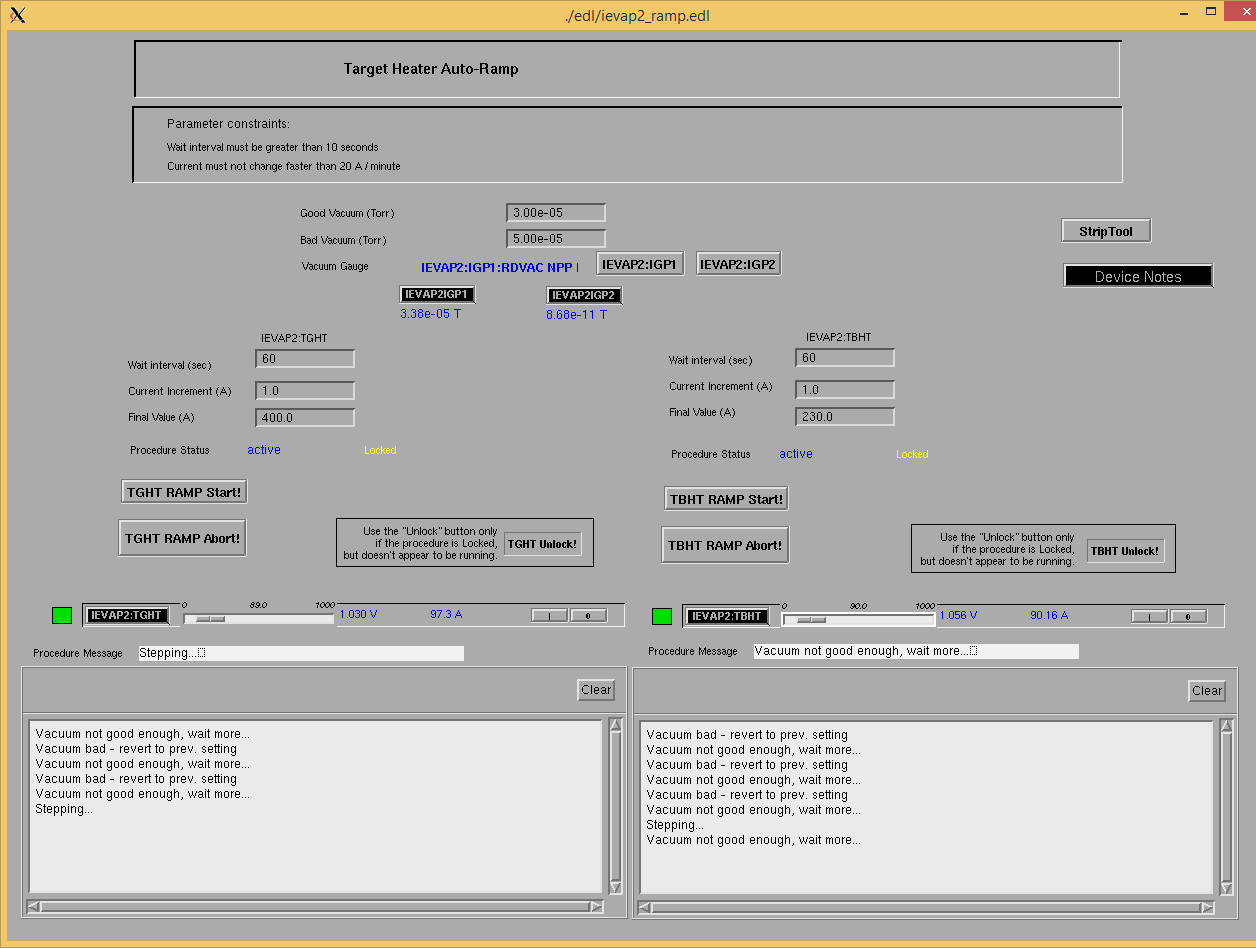 ./edl/ievap2_ramp.edl
Target Heater Auto-Ramp
Parameter constraints:
Wait interval must be greater than 10 seconds
Current must not change faster than 20 A / minute
Good Vacuum (Torr) 3.00e-05
Bad Vacuum (Torr) 5.00e-05
StripTool
Vacuum Gauge IEVAP2:IGP1:RDVAC NPP I IEVAP2:IGP1 IEVAP2:IGP2
Device Notes
IEVAP2IGP1 IEVAP2IGP2
3.38e-05 T 8.68e-11 T
IEVAP2:TGHT
Wait interval (sec) 60
Current Increment (A) 1.0
Final Value (A) 400.0
Procedure Status active Locked
TGHT RAMP Start!
TGHT RAMP Abort!
Use the "Unlock" button only
if the procedure is Locked,
but doesn't appear to be running.
TGHT Unlock!
IEVAP2:TBHT
Wait interval (sec) 60
Current Increment (A) 1.0
Final Value (A) 230.0
Procedure Status active Locked
TBHT RAMP Start!
TBHT RAMP Abort!
Use the "Unlock" button only
if the procedure is Locked,
but doesn't appear to be running.
TBHT Unlock!
0 89.0 1000
IEVAP2:TGHT 1.030 V 97.3 A I 0
Procedure Message Stepping...
0 90.0 1000
IEVAP2:TBHT 1.056 V 90.16 A I 0
Procedure Message Vacuum not good enough, wait more...
Clear
Vacuum not good enough, wait more...
Vacuum bad - revert to prev. setting
Vacuum not good enough, wait more...
Vacuum bad - revert to prev. setting
Vacuum not good enough, wait more...
Stepping...
Clear
Vacuum bad - revert to prev. setting
Vacuum not good enough, wait more...
Vacuum bad - revert to prev. setting
Vacuum not good enough, wait more...
Vacuum bad - revert to prev. setting
Vacuum not good enough, wait more...
Stepping...
Vacuum not good enough, wait more...